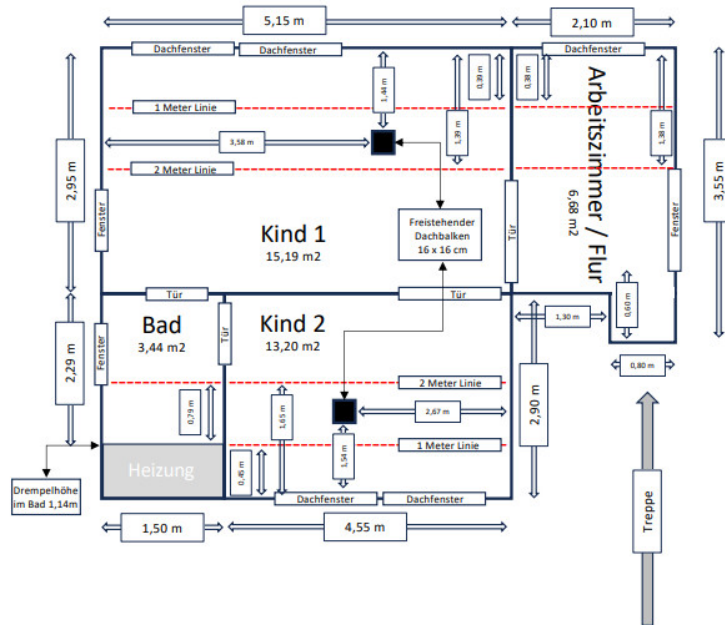 5,15 m
2,10 m
Dachfenster
Dachfenster
Dachfenster
1,44 m
1,39 m
0,39 m
0,38 m
1,38 m
1 Meter Linie
3,58 m
2 Meter Linie
2,95 m
3,55 m
Arbeitszimmer / Flur
6,68 m2
Fenster
Fenster
Tür
Freistehender
Dachbalken
16 x 16 cm
Kind 1
15,19 m2
0,60 m
Tür
Tür
1,30 m
0,80 m
Bad
3,44 m2
Tür
Kind 2
13,20 m2
Fenster
2,29 m
2 Meter Linie
0,79 m
1,65 m
2,67 m
2,90 m
1 Meter Linie
1,54 m
0,45 m
Heizung
Drempelhöhe
im Bad 1,14m
Dachfenster
Dachfenster
1,50 m
4,55 m
Treppe